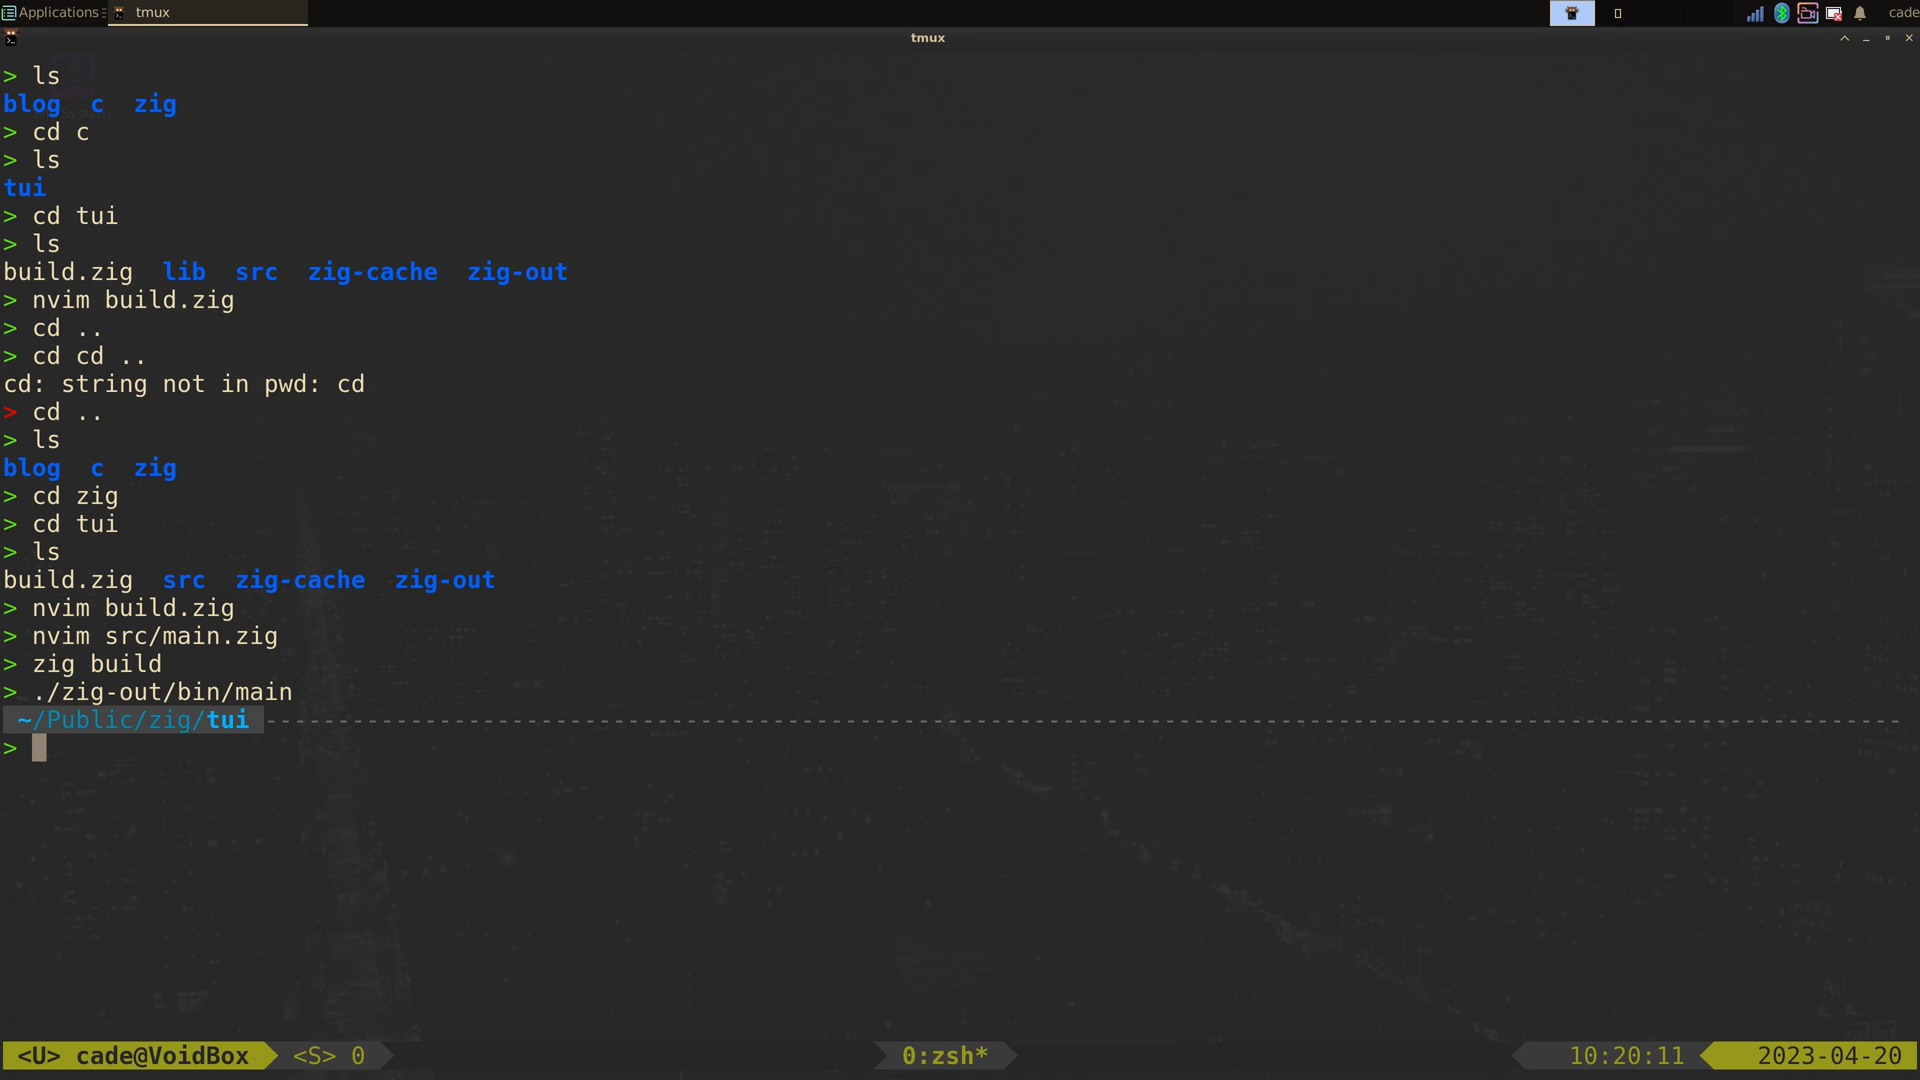 Applications tmux cade
tmux
> ls
blog c zig
> cd c
> ls
tui
> cd tui
> ls
build.zig lib src zig-cache zig-out
> nvim build.zig
> cd ..
> cd cd ..
cd: string not in pwd: cd
> cd ..
> ls
blog c zig
> cd zig
> cd tui
> ls
build.zig src zig-cache zig-out
> nvim build.zig
> nvim src/main.zig
> zig build
> ./zig-out/bin/main
~/Public/zig/tui
>
<U> cade@VoidBox <S> 0 0:zsh* 10:20:11 2023-04-20